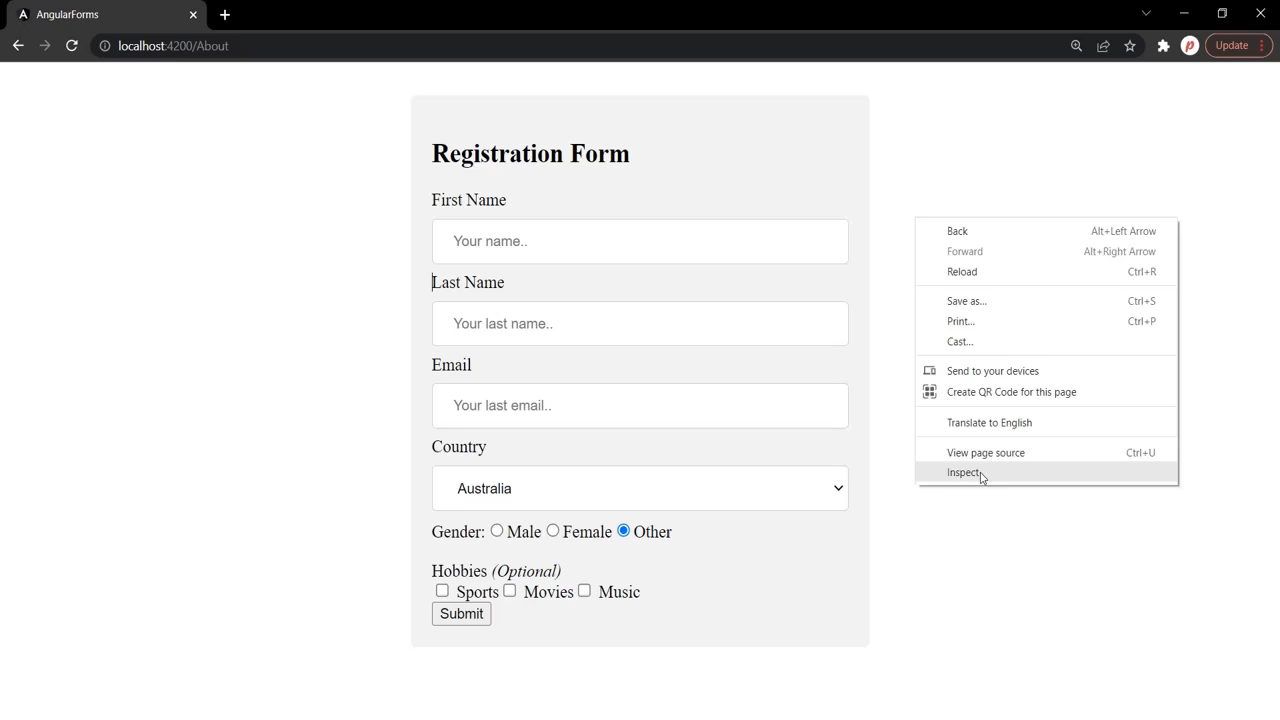 AngularForms
localhost:4200/About
Update
Registration Form
First Name
Your name..
Last Name
Your last name..
Email
Your last email..
Country
Australia
Gender: Male Female Other
Hobbies (Optional)
Sports Movies Music
Submit
Back Alt+Left Arrow
Forward Alt+Right Arrow
Reload Ctrl+R
Save as... Ctrl+S
Print... Ctrl+P
Cast...
Send to your devices
Create QR Code for this page
Translate to English
View page source Ctrl+U
Inspect